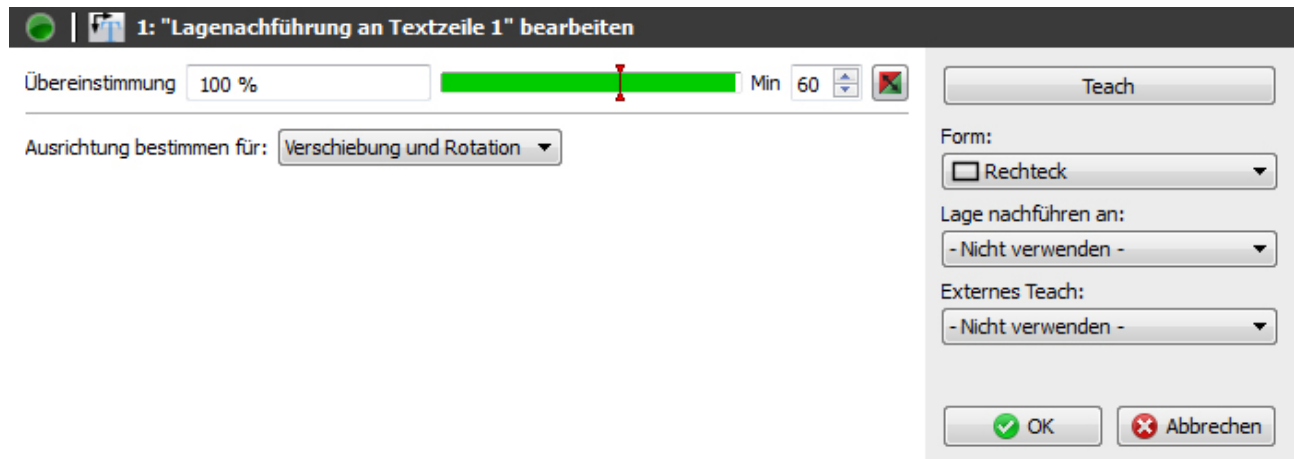 1: "Lagenachführung an Textzeile 1" bearbeiten
Übereinstimmung 100 % Min 60
Ausrichtung bestimmen für: Verschiebung und Rotation
Teach
Form:
Rechteck
Lage nachführen an:
- Nicht verwenden -
Externes Teach:
- Nicht verwenden -
OK Abbrechen